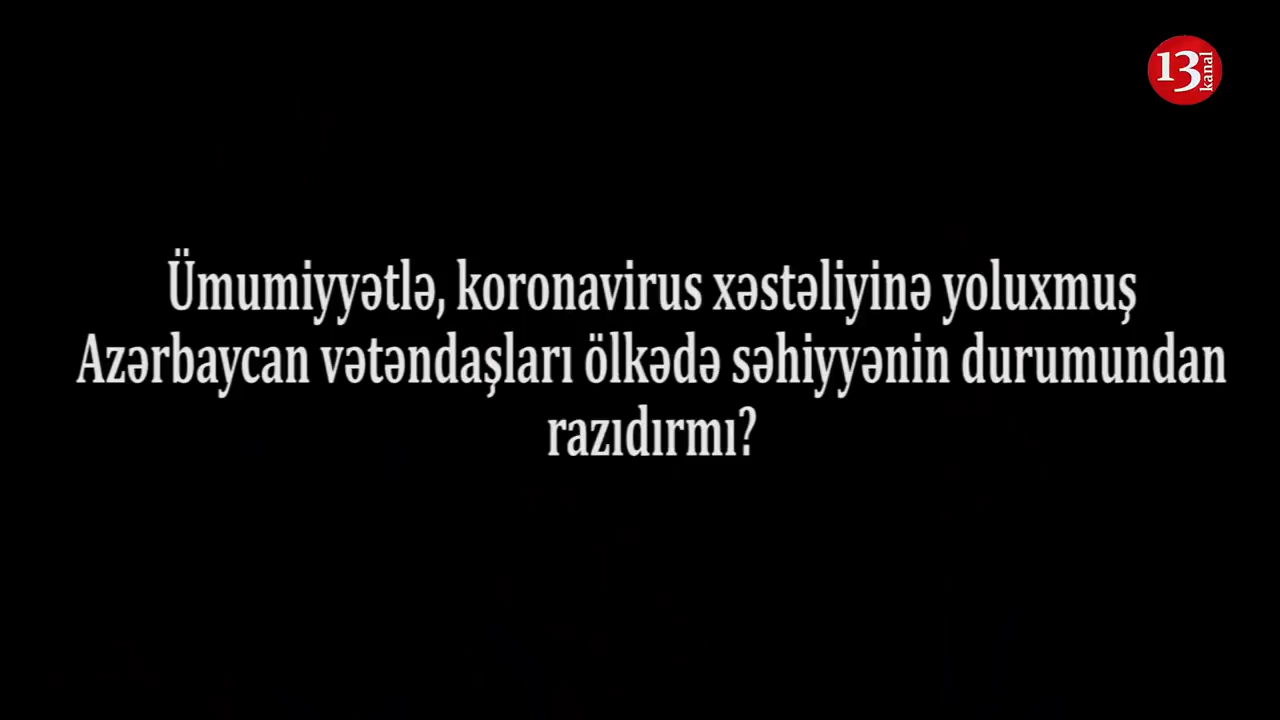 13 kanal
Ümumiyyətlə, koronavirus xəstəliyinə yoluxmuş
Azərbaycan vətəndaşları ölkədə səhiyyənin durumundan
razıdırmı?